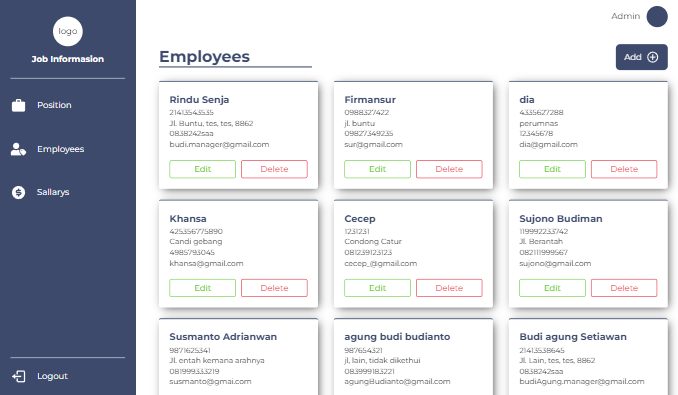 logo
Job Informasion
Position
Employees
Sallarys
Logout
Admin
Employees
Add
Rindu Senja
21413543535
Jl. Buntu, tes, tes, 8862
0838242saa
budi.manager@gmail.com
Edit
Delete
Firmansur
0988327422
jl. buntu
09827349235
sur@gmail.com
Edit
Delete
dia
4335627288
perumnas
12345678
dia@gmail.com
Edit
Delete
Khansa
425356775890
Candi gebang
4985793045
khansa@gmail.com
Edit
Delete
Cecep
1231231
Condong Catur
081239123123
cecep_@gmail.com
Edit
Delete
Sujono Budiman
119992233742
Jl. Berantah
082111999567
sujono@gmail.com
Edit
Delete
Susmanto Adrianwan
9871625341
Jl. entah kemana arahnya
081999333219
susmanto@gmai.com
agung budi budianto
987654321
jl, lain, tidak dikethui
083999183221
agungBudianto@gmail.com
Budi agung Setiawan
21413538645
Jl. Lain, tes, tes, 8862
0838242saa
budiAgung.manager@gmail.com